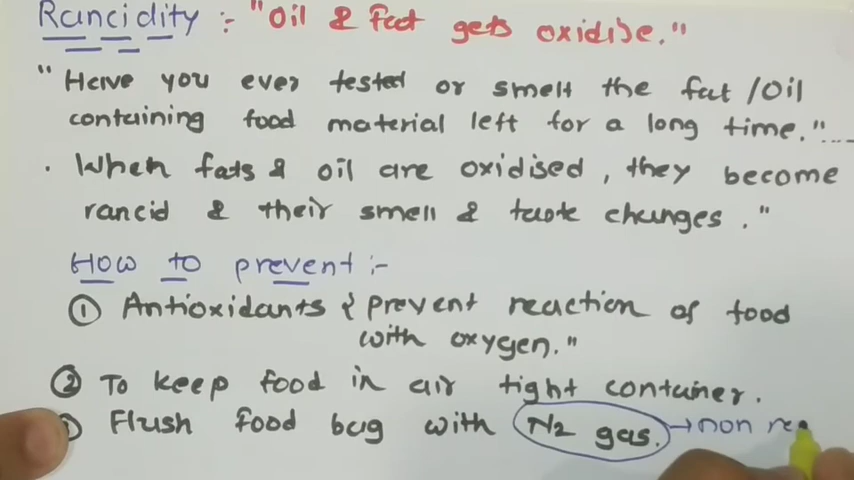 Rancidity :- "Oil & fat gets oxidise."
"Have you ever tested or smelt the fat /Oil
containing food material left for a long time."....
. When fats & oil are oxidised, they become
rancid & their smell & taste changes."
How to prevent :-
① Antioxidants { prevent reaction of food
with oxygen."
② To keep food in air tight container.
Flush food bag with N2 gas. → non